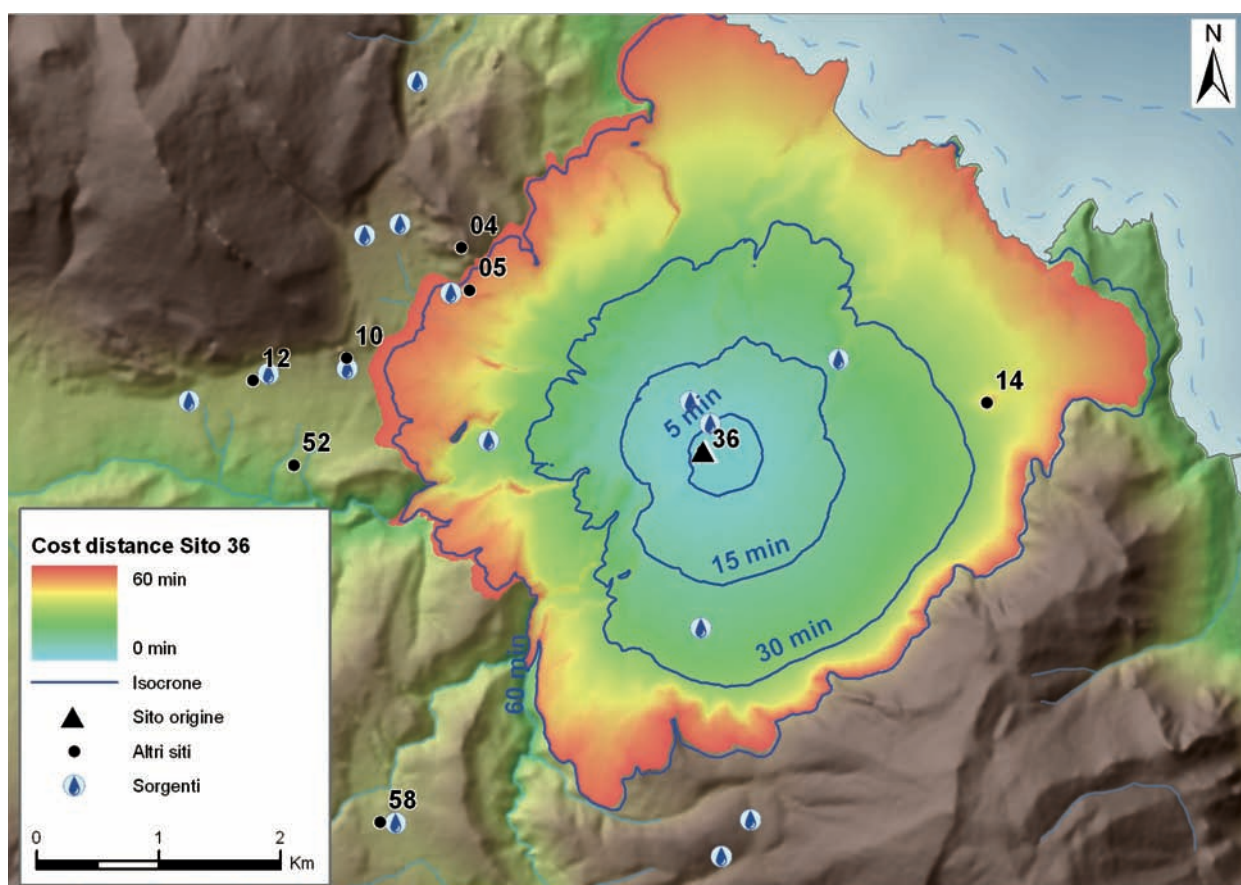 N
04
05
10
12
14
5 min
36
52
15 min
30 min
60 min
58
Cost distance Sito 36
60 min
0 min
Isocrone
Sito origine
Altri siti
Sorgenti
0 1 2
Km